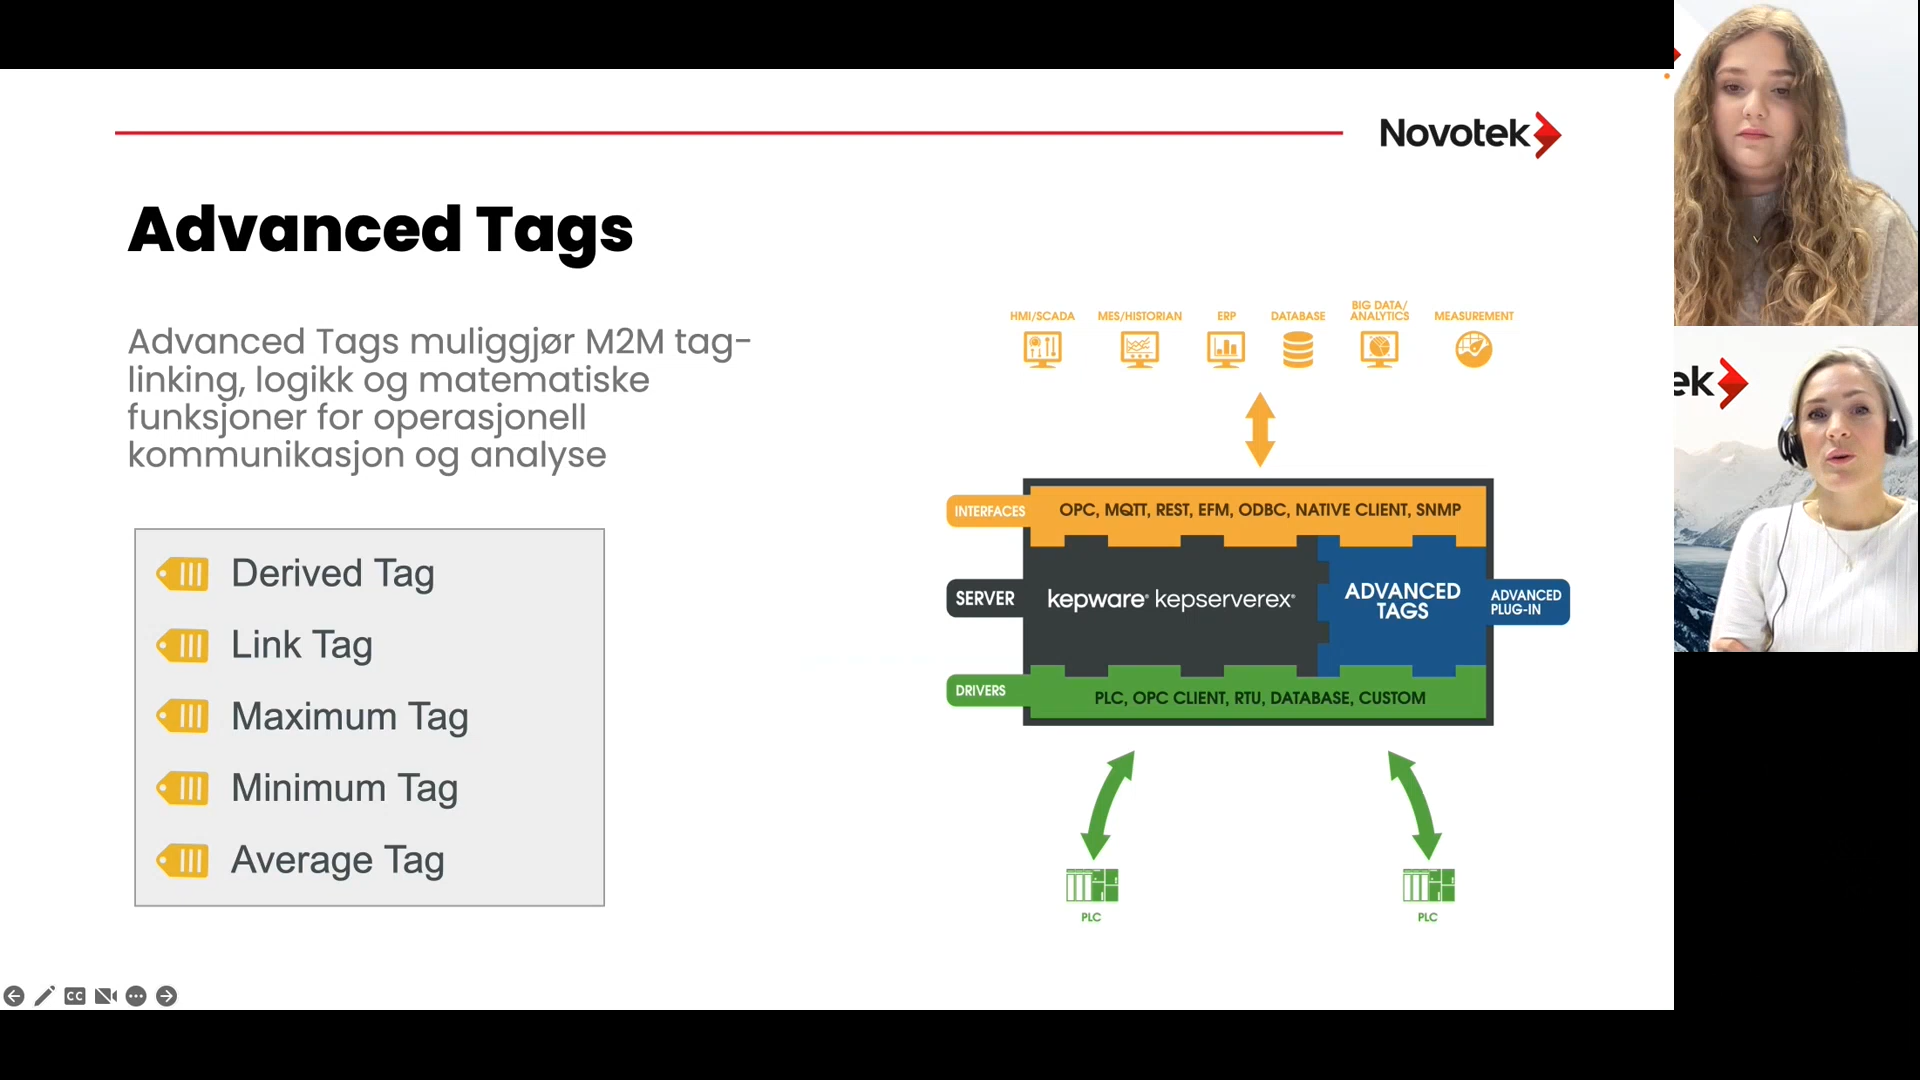 Novotek
Advanced Tags
Advanced Tags muliggjør M2M tag-
linking, logikk og matematiske
funksjoner for operasjonell
kommunikasjon og analyse
Derived Tag
Link Tag
Maximum Tag
Minimum Tag
Average Tag
HMI/SCADA
MES/HISTORIAN
ERP
DATABASE
BIG DATA/
ANALYTICS
MEASUREMENT
INTERFACES
OPC, MQTT, REST, EFM, ODBC, NATIVE CLIENT, SNMP
SERVER
kepware® kepserverex®
ADVANCED
TAGS
ADVANCED
PLUG-IN
DRIVERS
PLC, OPC CLIENT, RTU, DATABASE, CUSTOM
PLC
PLC
CC
ek